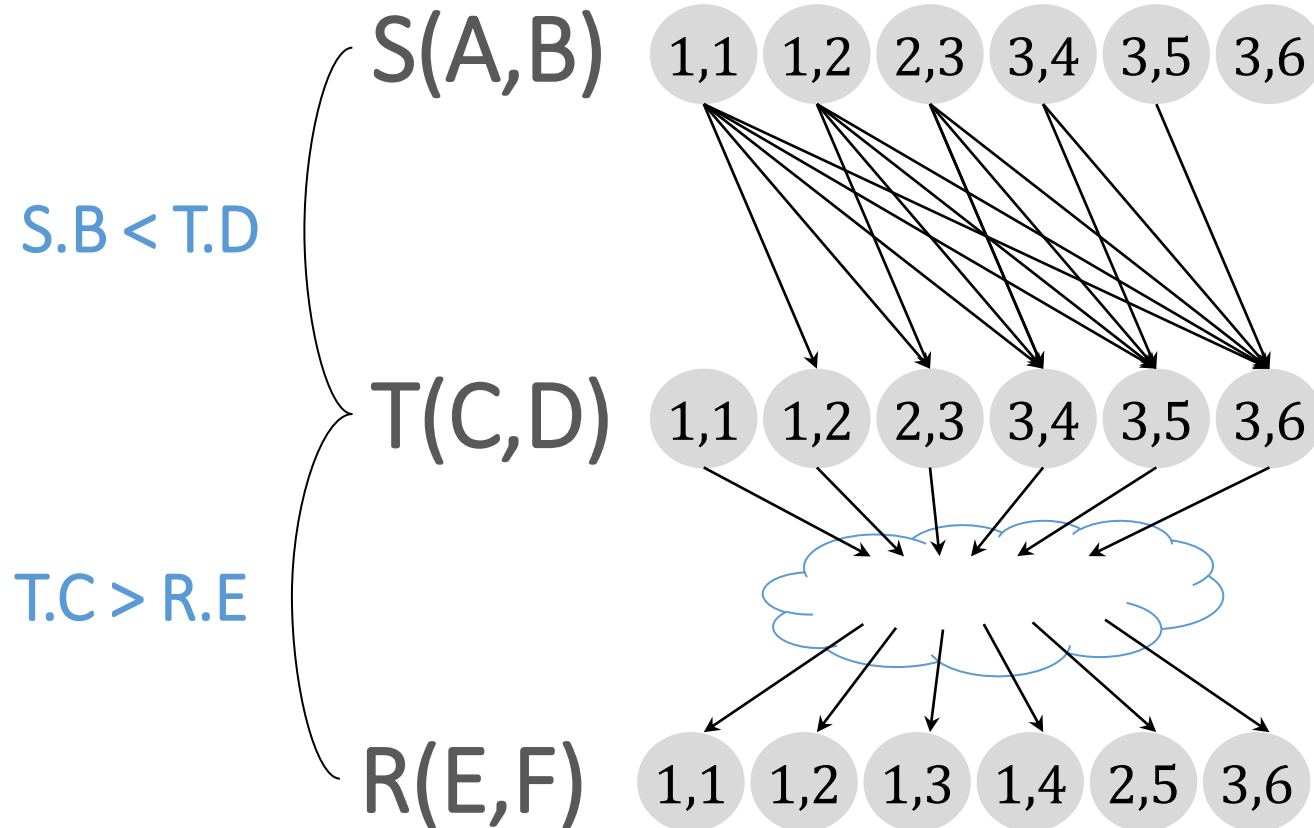 S(A,B) 1,1 1,2 2,3 3,4 3,5 3,6
S.B < T.D
T(C,D) 1,1 1,2 2,3 3,4 3,5 3,6
T.C > R.E
R(E,F) 1,1 1,2 1,3 1,4 2,5 3,6